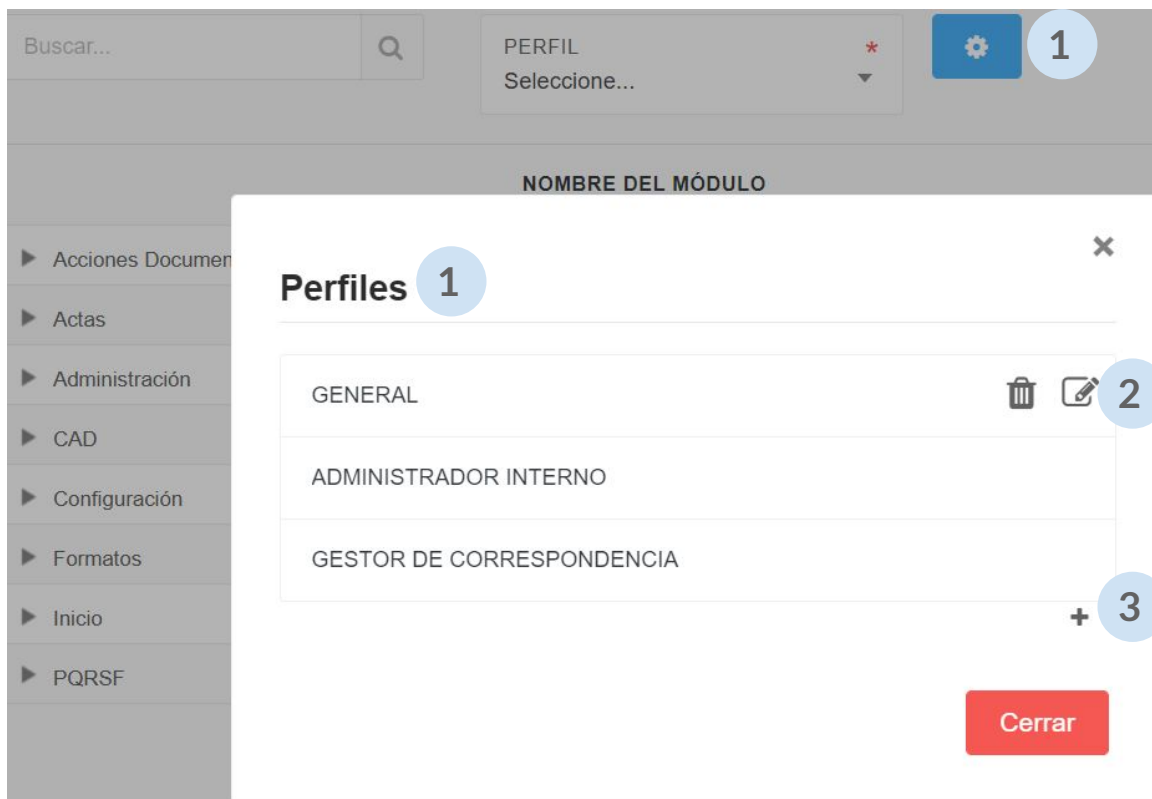 Buscar...
PERFIL *
Seleccione...
1
NOMBRE DEL MÓDULO
Acciones Documen
Actas
Administración
CAD
Configuración
Formatos
Inicio
PQRSF
×
Perfiles 1
GENERAL 2
ADMINISTRADOR INTERNO
GESTOR DE CORRESPONDENCIA
+ 3
Cerrar